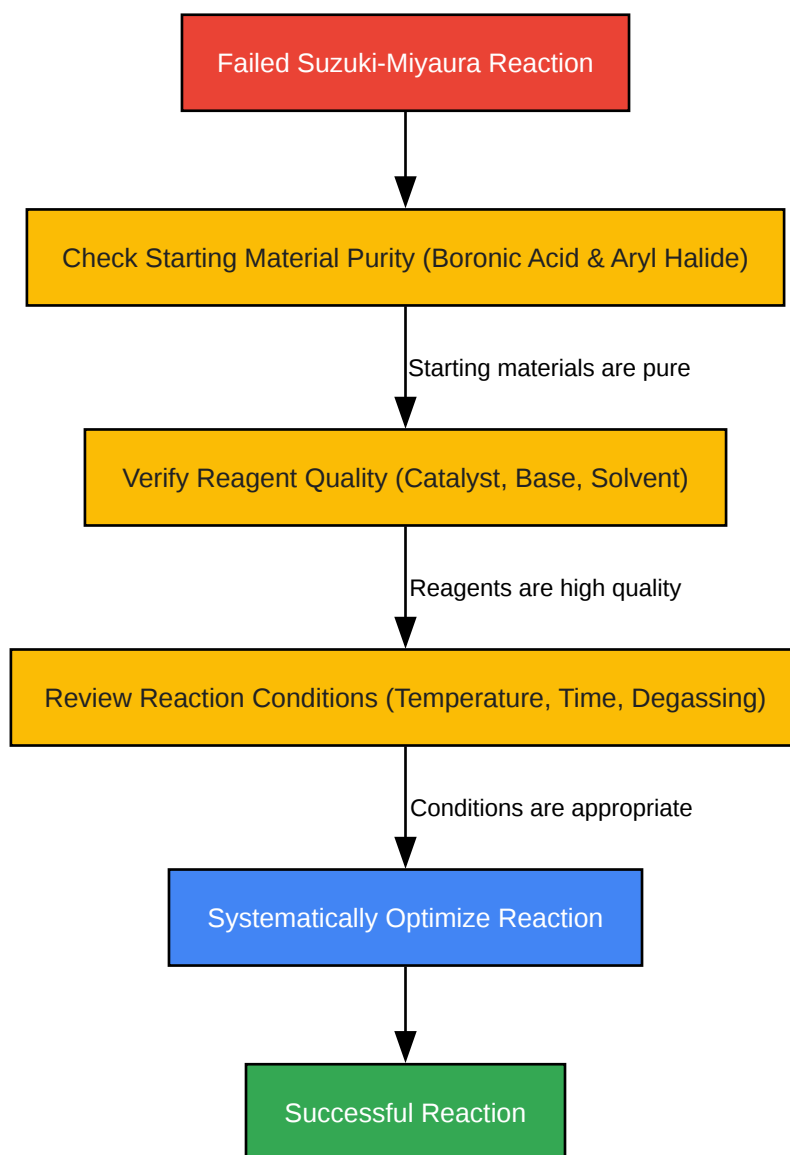 Failed Suzuki-Miyaura Reaction
Check Starting Material Purity (Boronic Acid & Aryl Halide)
Starting materials are pure
Verify Reagent Quality (Catalyst, Base, Solvent)
Reagents are high quality
Review Reaction Conditions (Temperature, Time, Degassing)
Conditions are appropriate
Systematically Optimize Reaction
Successful Reaction